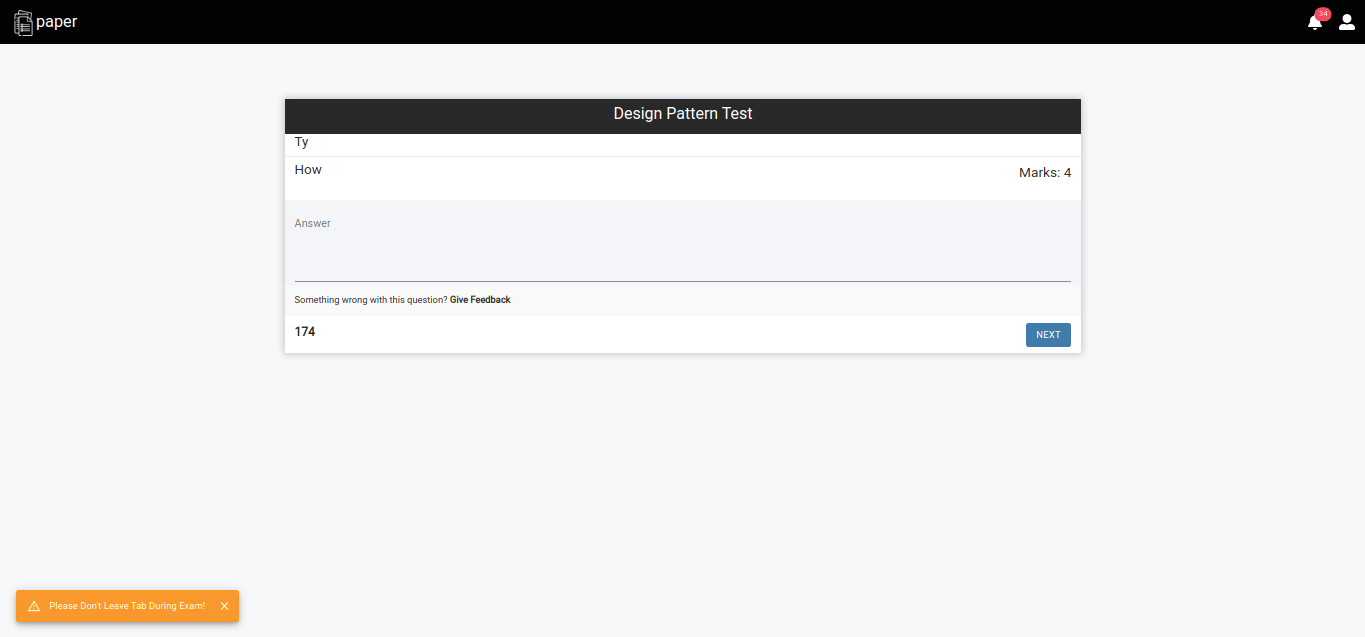 paper
34
Design Pattern Test
Ty
How
Marks: 4
Answer
Something wrong with this question? Give Feedback
174
NEXT
Please Don't Leave Tab During Exam!